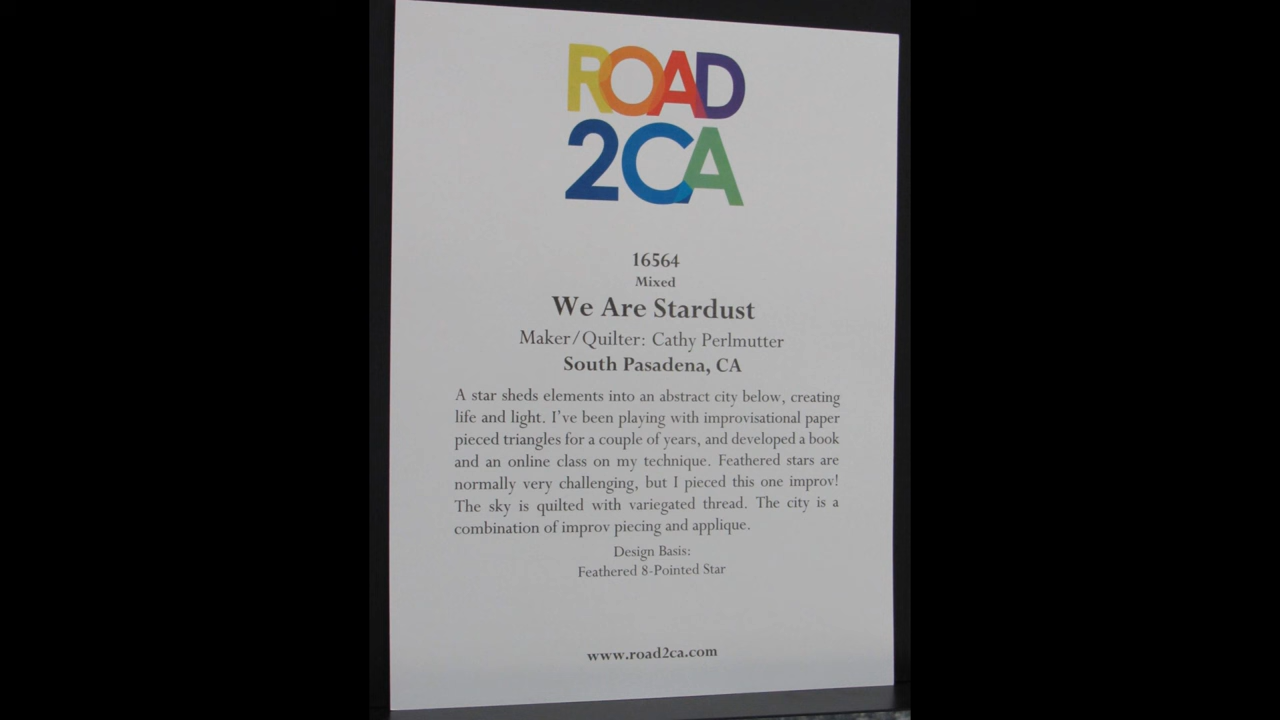 ROAD
2CA
16564
Mixed
We Are Stardust
Maker/Quilter: Cathy Perlmutter
South Pasadena, CA
A star sheds elements into an abstract city below, creating
life and light. I've been playing with improvisational paper
pieced triangles for a couple of years, and developed a book
and an online class on my technique. Feathered stars are
normally very challenging, but I pieced this one improv!
The sky is quilted with variegated thread. The city is a
combination of improv piecing and applique.
Design Basis:
Feathered 8-Pointed Star
www.road2ca.com